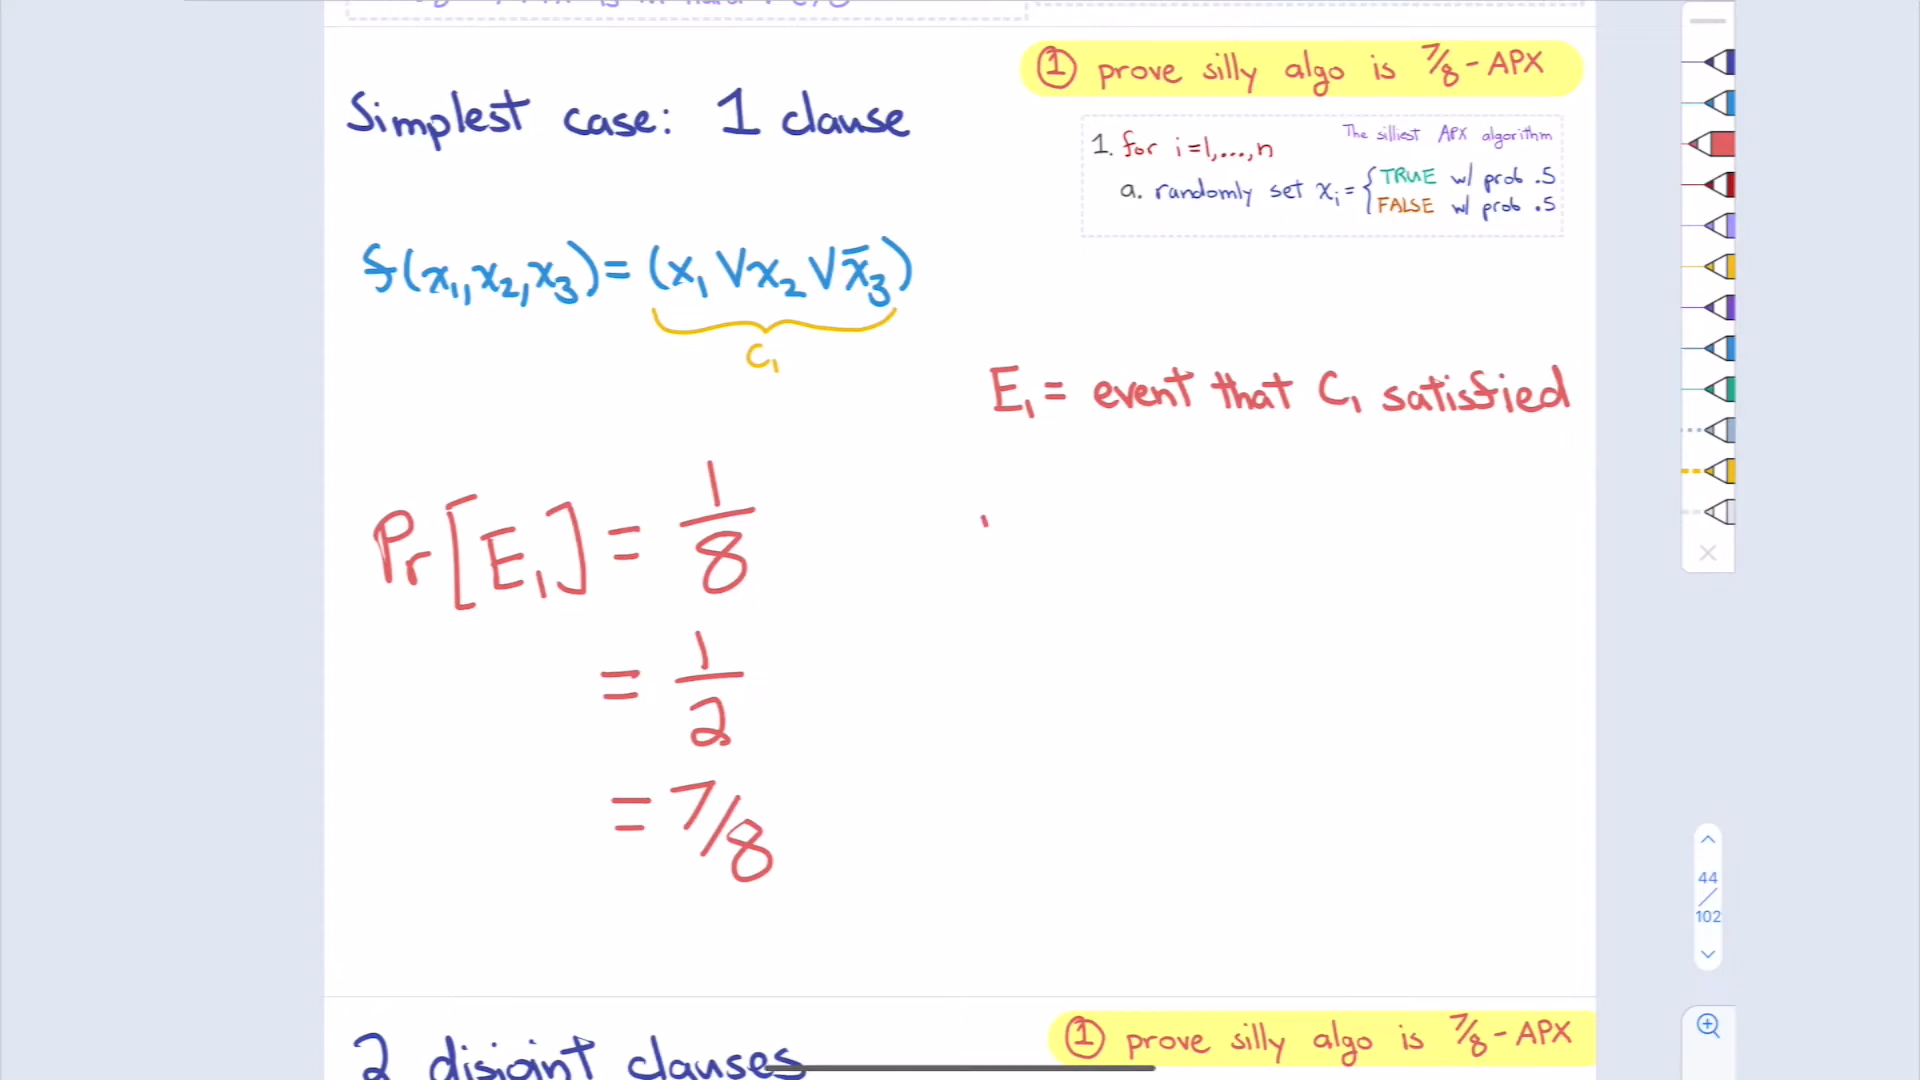 Simplest case: 1 clause
① prove silly algo is 7/8-APX
The silliest APX algorithm
1. for i=1,...,n
a. randomly set xᵢ = { TRUE w/ prob .5
FALSE w/ prob .5
f(x₁,x₂,x₃)= (x₁ ∨ x₂ ∨ x̄₃)
C₁
E₁ = event that C₁ satisfied
Pr[E₁] = 1/8
= 1/2
= 7/8
44
/
102
2 disjoint clauses
① prove silly algo is 7/8-APX